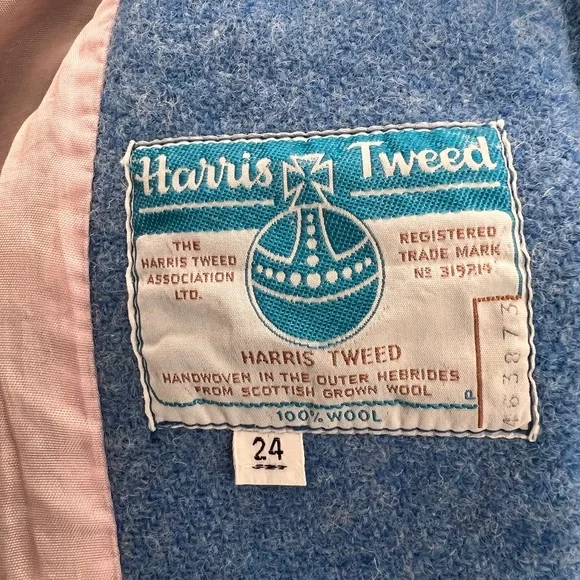 Harris Tweed
THE
HARRIS TWEED
ASSOCIATION
LTD.
REGISTERED
TRADE MARK
Nº 319214
HARRIS TWEED
HANDWOVEN IN THE OUTER HEBRIDES
FROM SCOTTISH GROWN WOOL
100% WOOL
P
24